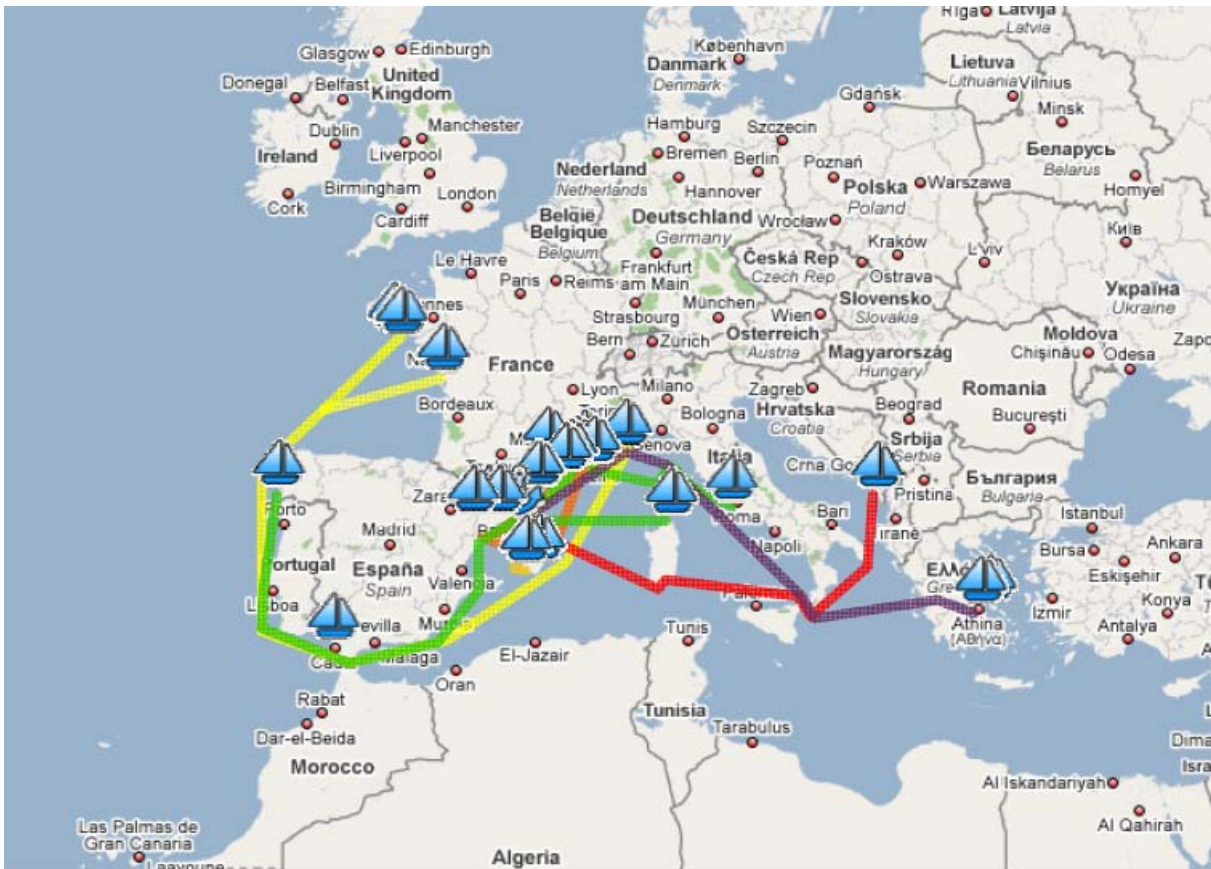 Rīga
Latvija
Latvia
København
Danmark
Denmark
Lietuva
Lithuania
Vilnius
Glasgow
Edinburgh
United
Kingdom
Donegal
Belfast
Gdańsk
Minsk
Dublin
Manchester
Hamburg
Szczecin
Беларусь
Belarus
Ireland
Liverpool
Bremen
Berlin
Poznań
Nederland
Netherlands
Hannover
Polska
Poland
Warszawa
Homyel
Birmingham
London
Cork
Cardiff
België
Belgique
Belgium
Deutschland
Germany
Wrocław
Київ
Kraków
L'viv
Le Havre
Frankfurt
am Main
Česká Rep
Czech Rep
Ostrava
Paris
Reims
Slovensko
Slovakia
Україна
Ukraine
München
Strasbourg
Wien
Österreich
Austria
Moldova
Chişinău
Odesa
Zürich
Bern
France
Magyarország
Hungary
Lyon
Milano
Zagreb
Hrvatska
Croatia
România
Bordeaux
Bologna
Beograd
Bucureşti
Srbija
Serbia
Italia
Crna Go
Pristina
България
Bulgaria
Zara
Porto
Madrid
Roma
Bari
Istanbul
Napoli
Tiranë
Bursa
Ankara
Portugal
España
Spain
Valencia
Eskişehir
Lisboa
Izmir
Konya
Athina
(Αθήνα)
Antalya
Sevilla
Murcia
Málaga
El-Jazair
Tunis
Oran
Rabat
Dar-el-Beida
Tunisia
Tarabulus
Morocco
Al Iskandariyah
Al Qahirah
Las Palmas de
Gran Canaria
Laayoune
Algeria